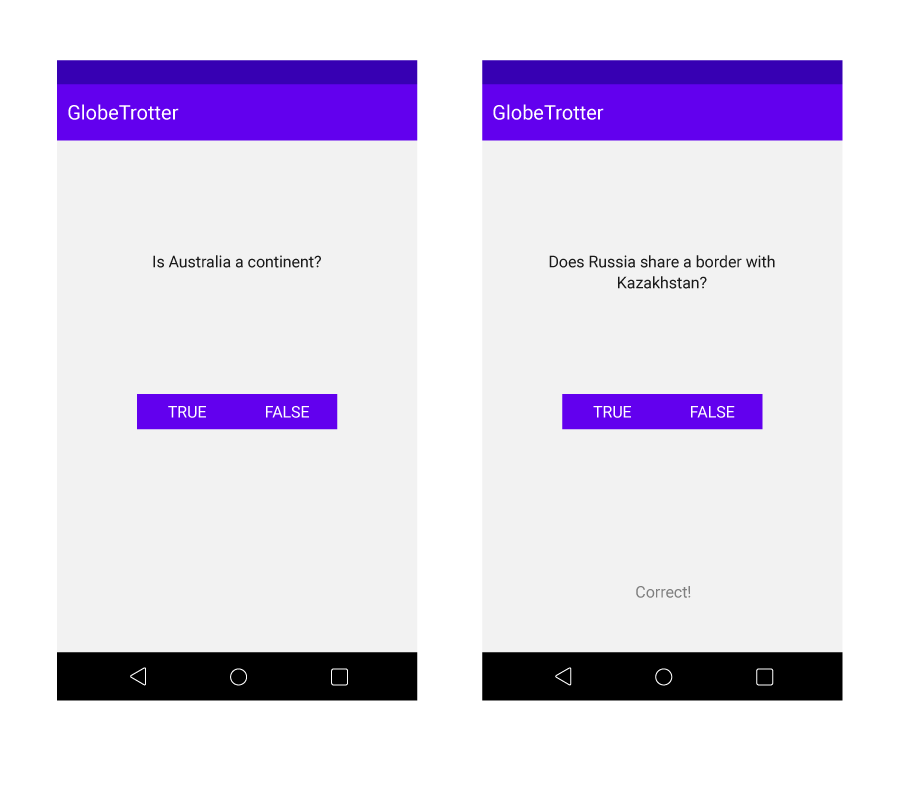 GlobeTrotter
Is Australia a continent?
TRUE
FALSE
GlobeTrotter
Does Russia share a border with
Kazakhstan?
TRUE
FALSE
Correct!